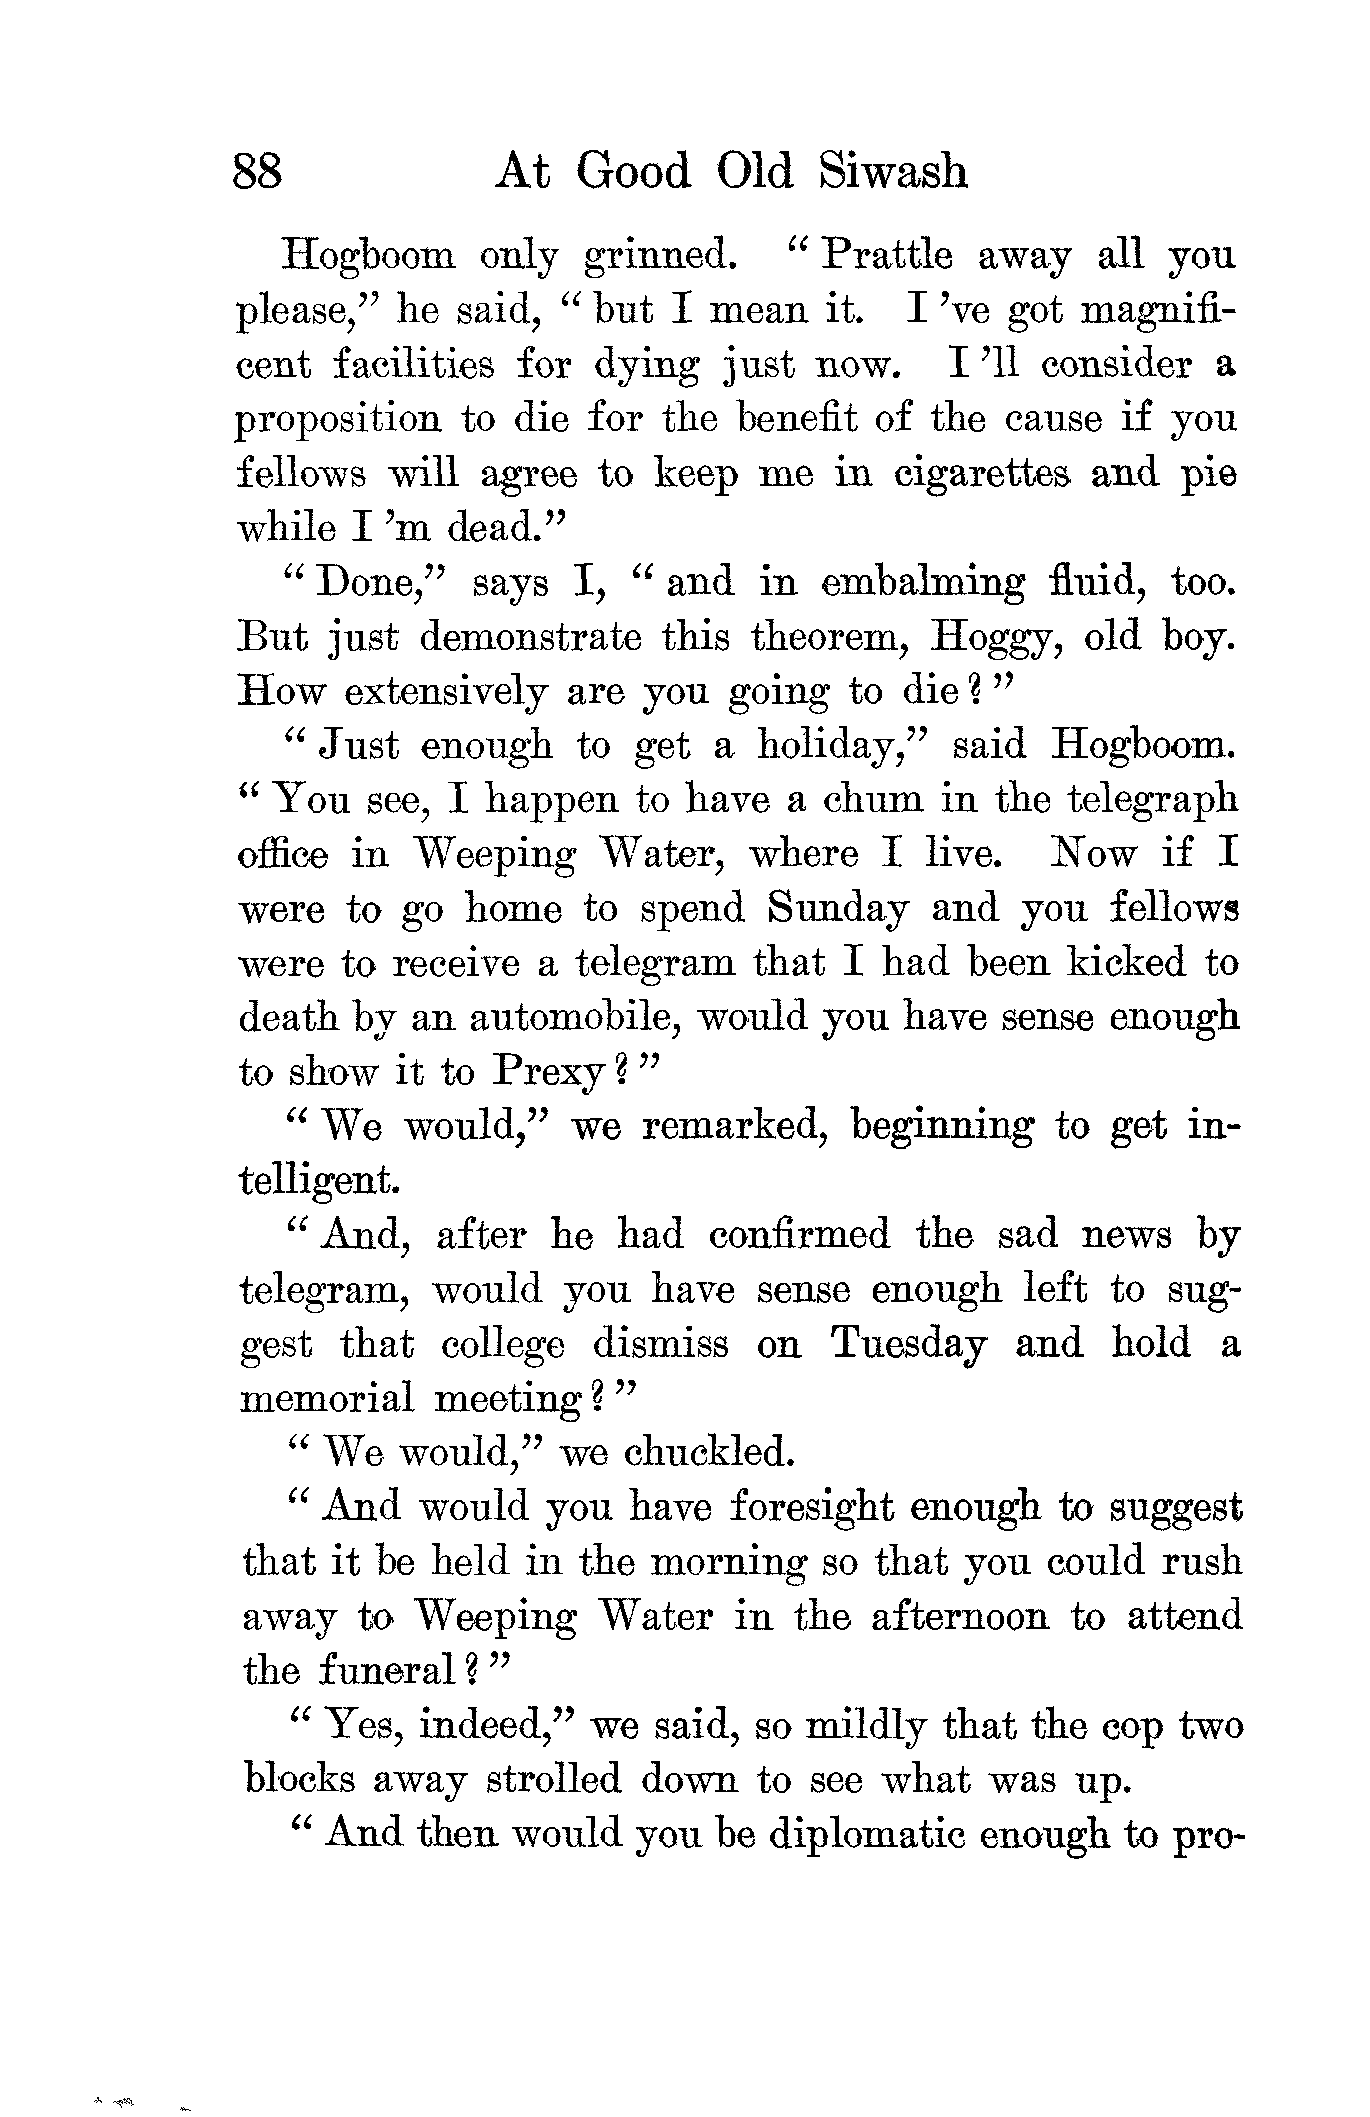 88 At Good Old Siwash
Hogboom only grinned. “ Prattle away all you
please,” he said, “ but I mean it. I ’ve got magnifi-
cent facilities for dying just now. I ’ll consider a
proposition to die for the benefit of the cause if you
fellows will agree to keep me in cigarettes and pie
while I ’m dead.”
“ Done,” says I, “ and in embalming fluid, too.
But just demonstrate this theorem, Hoggy, old boy.
How extensively are you going to die ? ”
“ Just enough to get a holiday,” said Hogboom.
“ You see, I happen to have a chum in the telegraph
office in Weeping Water, where I live. Now if I
were to go home to spend Sunday and you fellows
were to receive a telegram that I had been kicked to
death by an automobile, would you have sense enough
to show it to Prexy ? ”
“ We would,” we remarked, beginning to get in-
telligent.
“ And, after he had confirmed the sad news by
telegram, would you have sense enough left to sug-
gest that college dismiss on Tuesday and hold a
memorial meeting ? ”
“ We would,” we chuckled.
“ And would you have foresight enough to suggest
that it be held in the morning so that you could rush
away to Weeping Water in the afternoon to attend
the funeral ? ”
“ Yes, indeed,” we said, so mildly that the cop two
blocks away strolled down to see what was up.
“ And then would you be diplomatic enough to pro-